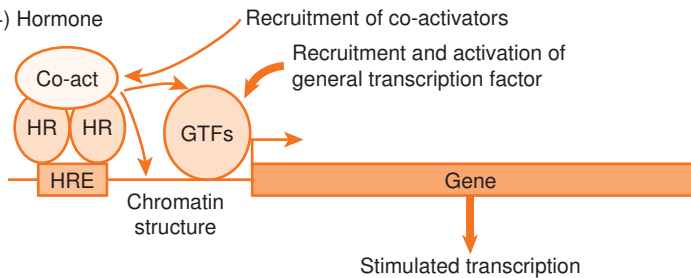 ) Hormone
Recruitment of co-activators
Recruitment and activation of
general transcription factor
Co-act
HR HR
GTFs
HRE
Gene
Chromatin
structure
Stimulated transcription